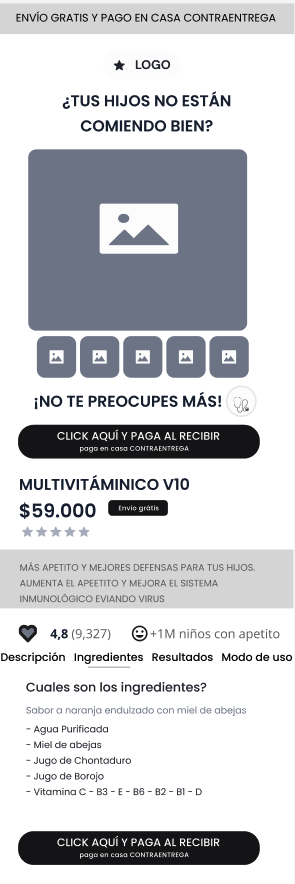 ENVÍO GRATIS Y PAGO EN CASA CONTRAENTREGA
LOGO
¿TUS HIJOS NO ESTÁN
COMIENDO BIEN?
¡NO TE PREOCUPES MÁS!
CLICK AQUÍ Y PAGA AL RECIBIR
pago en casa CONTRAENTREGA
MULTIVITÁMINICO V10
$59.000 Envío grátis
MÁS APETITO Y MEJORES DEFENSAS PARA TUS HIJOS.
AUMENTA EL APEETITO Y MEJORA EL SISTEMA
INMUNOLÓGICO EVIANDO VIRUS
4,8 (9,327) +1M niños con apetito
Descripción Ingredientes Resultados Modo de uso
Cuales son los ingredientes?
Sabor a naranja endulzado con miel de abejas
- Agua Purificada
- Miel de abejas
- Jugo de Chontaduro
- Jugo de Borojo
- Vitamina C - B3 - E - B6 - B2 - B1 - D
CLICK AQUÍ Y PAGA AL RECIBIR
pago en casa CONTRAENTREGA